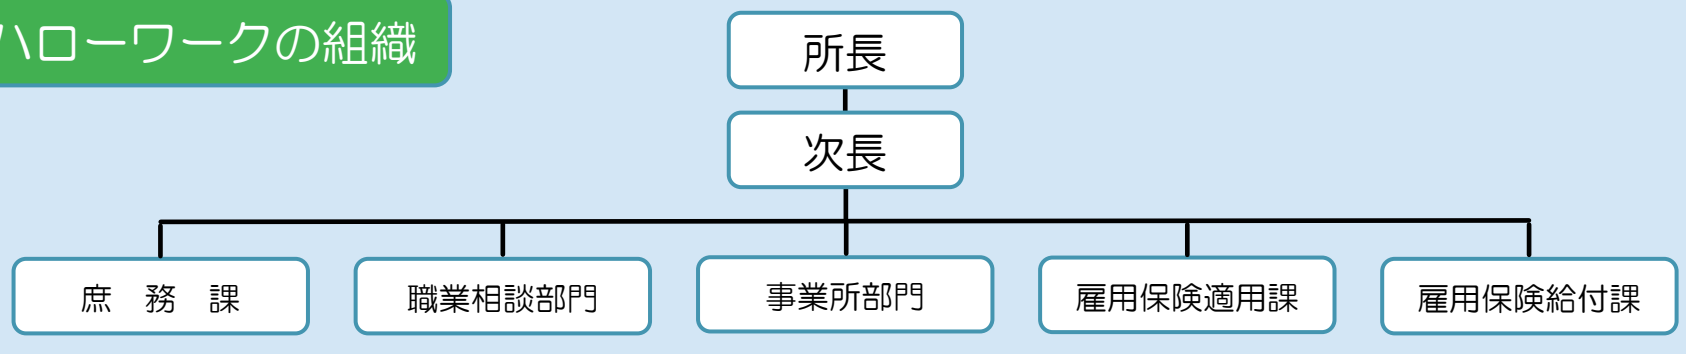 ハローワークの組織
所長
次長
庶　務　課
職業相談部門
事業所部門
雇用保険適用課
雇用保険給付課